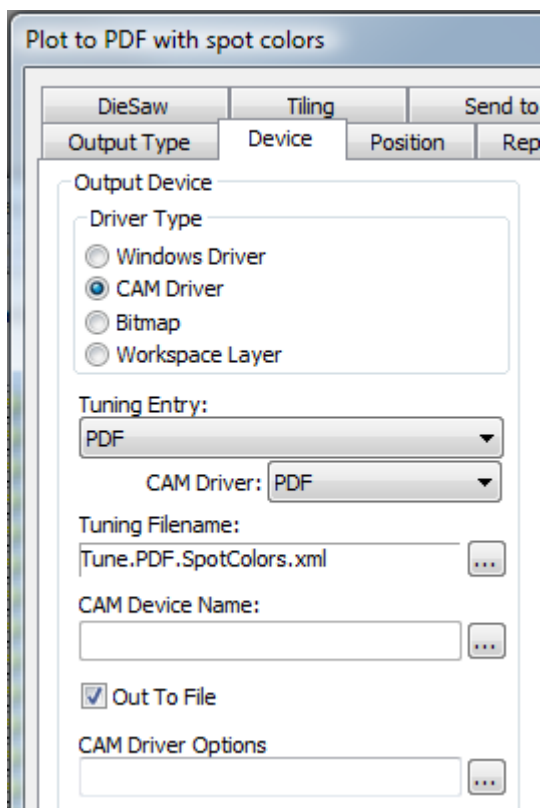 Plot to PDF with spot colors
DieSaw Tiling Send to
Output Type Device Position Rep
Output Device
Driver Type
Windows Driver
CAM Driver
Bitmap
Workspace Layer
Tuning Entry:
PDF
CAM Driver: PDF
Tuning Filename:
Tune.PDF.SpotColors.xml ...
CAM Device Name:
...
Out To File
CAM Driver Options
...